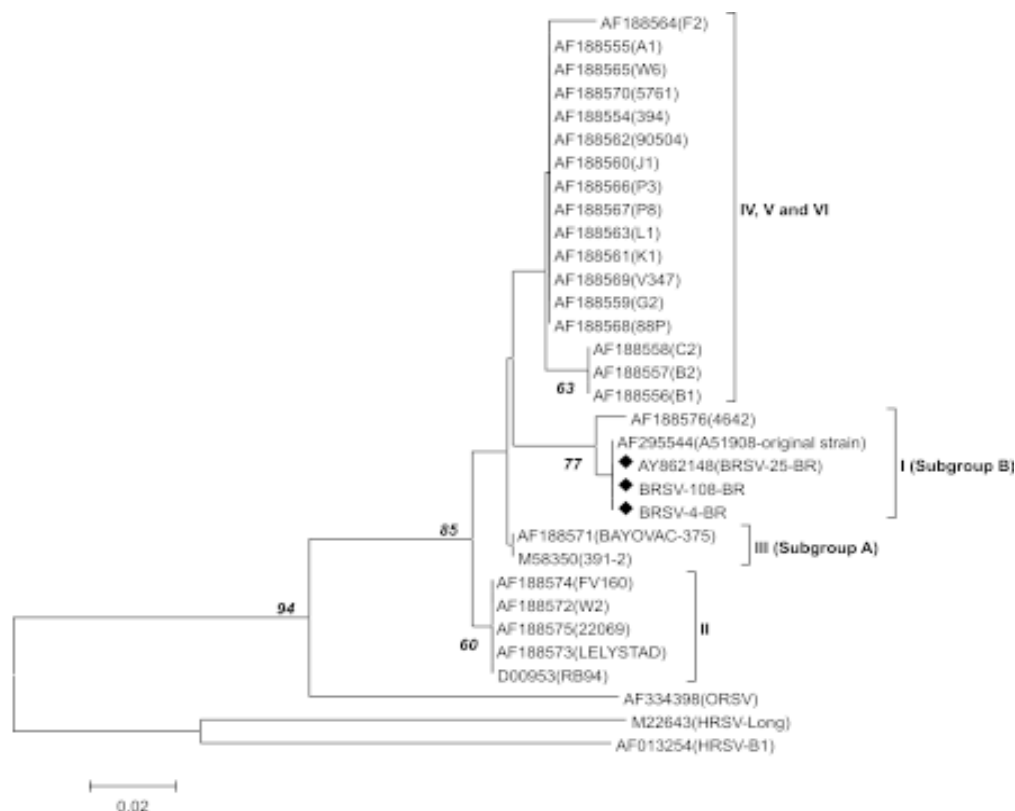 AF188564(F2)
AF188555(A1)
AF188565(W6)
AF188570(5761)
AF188554(394)
AF188562(90504)
AF188560(J1)
AF188566(P3)
AF188567(P8)
IV, V and VI
AF188563(L1)
AF188561(K1)
AF188569(V347)
AF188559(G2)
AF188568(88P)
AF188558(C2)
AF188557(B2)
63
AF188556(B1)
AF188576(4642)
AF295544(A51908-original strain)
77
AY862148(BRSV-25-BR)
I (Subgroup B)
BRSV-108-BR
BRSV-4-BR
85
AF188571(BAYOVAC-375)
III (Subgroup A)
M58350(391-2)
AF188574(FV160)
94
AF188572(W2)
AF188575(22069)
II
60
AF188573(LELYSTAD)
D00953(RB94)
AF334398(ORSV)
M22643(HRSV-Long)
AF013254(HRSV-B1)
0.02